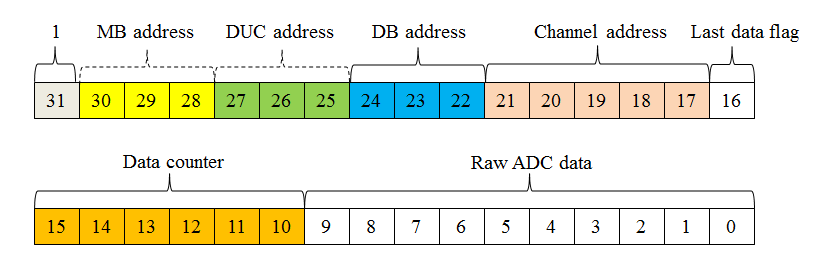 1 MB address DUC address DB address Channel address Last data flag
31 30 29 28 27 26 25 24 23 22 21 20 19 18 17 16
Data counter Raw ADC data
15 14 13 12 11 10 9 8 7 6 5 4 3 2 1 0